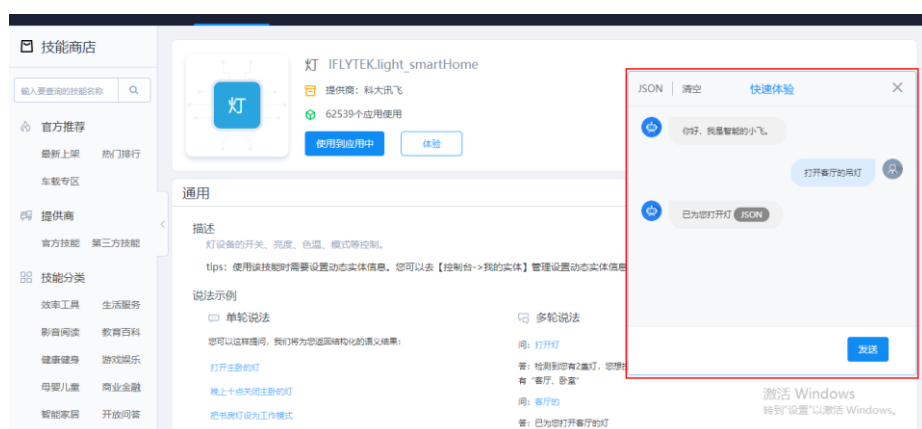 技能商店
输入要查询的技能名称
官方推荐
最新上架 热门排行
车载专区
提供商
官方技能 第三方技能
技能分类
效率工具 生活服务
影音阅读 教育百科
健康健身 游戏娱乐
母婴儿童 商业金融
智能家居 开放问答
灯
灯 IFLYTEK.light_smartHome
提供商：科大讯飞
62539个应用使用
使用到应用中 体验
通用
描述
灯设备的开关、亮度、色温、模式等控制。
tips：使用该技能时需要设置动态实体信息。您可以去【控制台->我的实体】管理设置动态实体信息
说法示例
单轮说法
您可以这样提问，我们将为您返回结构化的语义结果：
打开主卧的灯
晚上十点关闭主卧的灯
把书房灯设为工作模式
多轮说法
问：打开灯
答：检测到您有2盏灯，您想
有 “客厅、卧室”
问：客厅的
答：已为您打开客厅的灯
JSON 清空 快速体验
你好，我是智能的小飞。
打开客厅的吊灯
已为您打开灯 JSON
发送
激活 Windows
转到“设置”以激活 Windows。